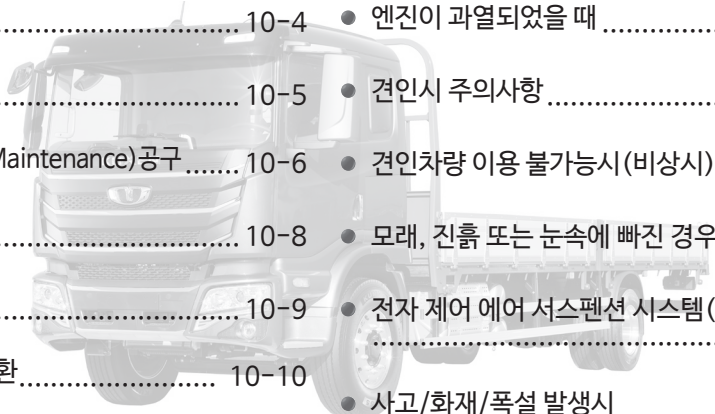 ........ 10-4
........ 10-5
Maintenance)공구 ....... 10-6
........ 10-8
........ 10-9
환 ........ 10-10
● 엔진이 과열되었을 때 ........
● 견인시 주의사항 ........
● 견인차량 이용 불가능시(비상시)
● 모래, 진흙 또는 눈속에 빠진 경우
● 전자 제어 에어 서스펜션 시스템(
........
● 사고/화재/폭설 발생시